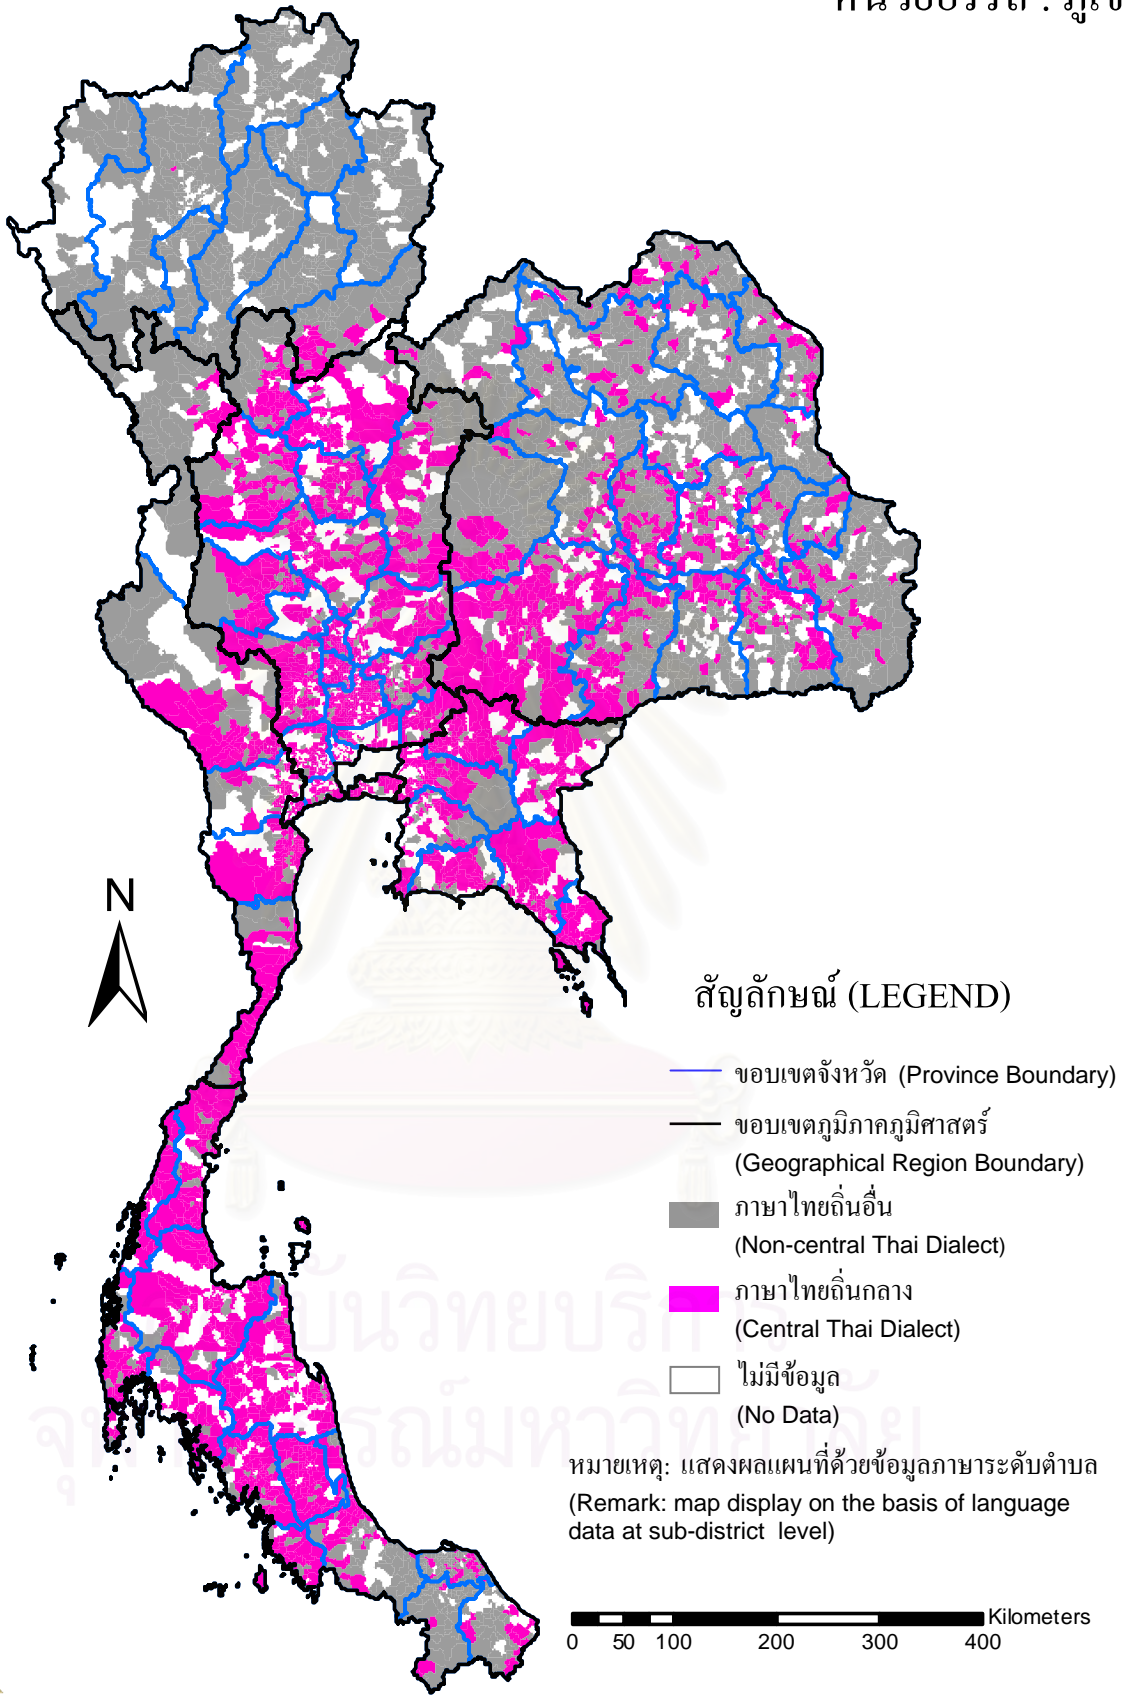 N
สัญลักษณ์ (LEGEND)
ขอบเขตจังหวัด (Province Boundary)
ขอบเขตภูมิภาคภูมิศาสตร์
(Geographical Region Boundary)
ภาษาไทยถิ่นอื่น
(Non-central Thai Dialect)
ภาษาไทยถิ่นกลาง
(Central Thai Dialect)
ไม่มีข้อมูล
(No Data)
หมายเหตุ: แสดงผลแผนที่ด้วยข้อมูลภาษาระดับตำบล
(Remark: map display on the basis of language
data at sub-district level)
Kilometers
0 50 100 200 300 400